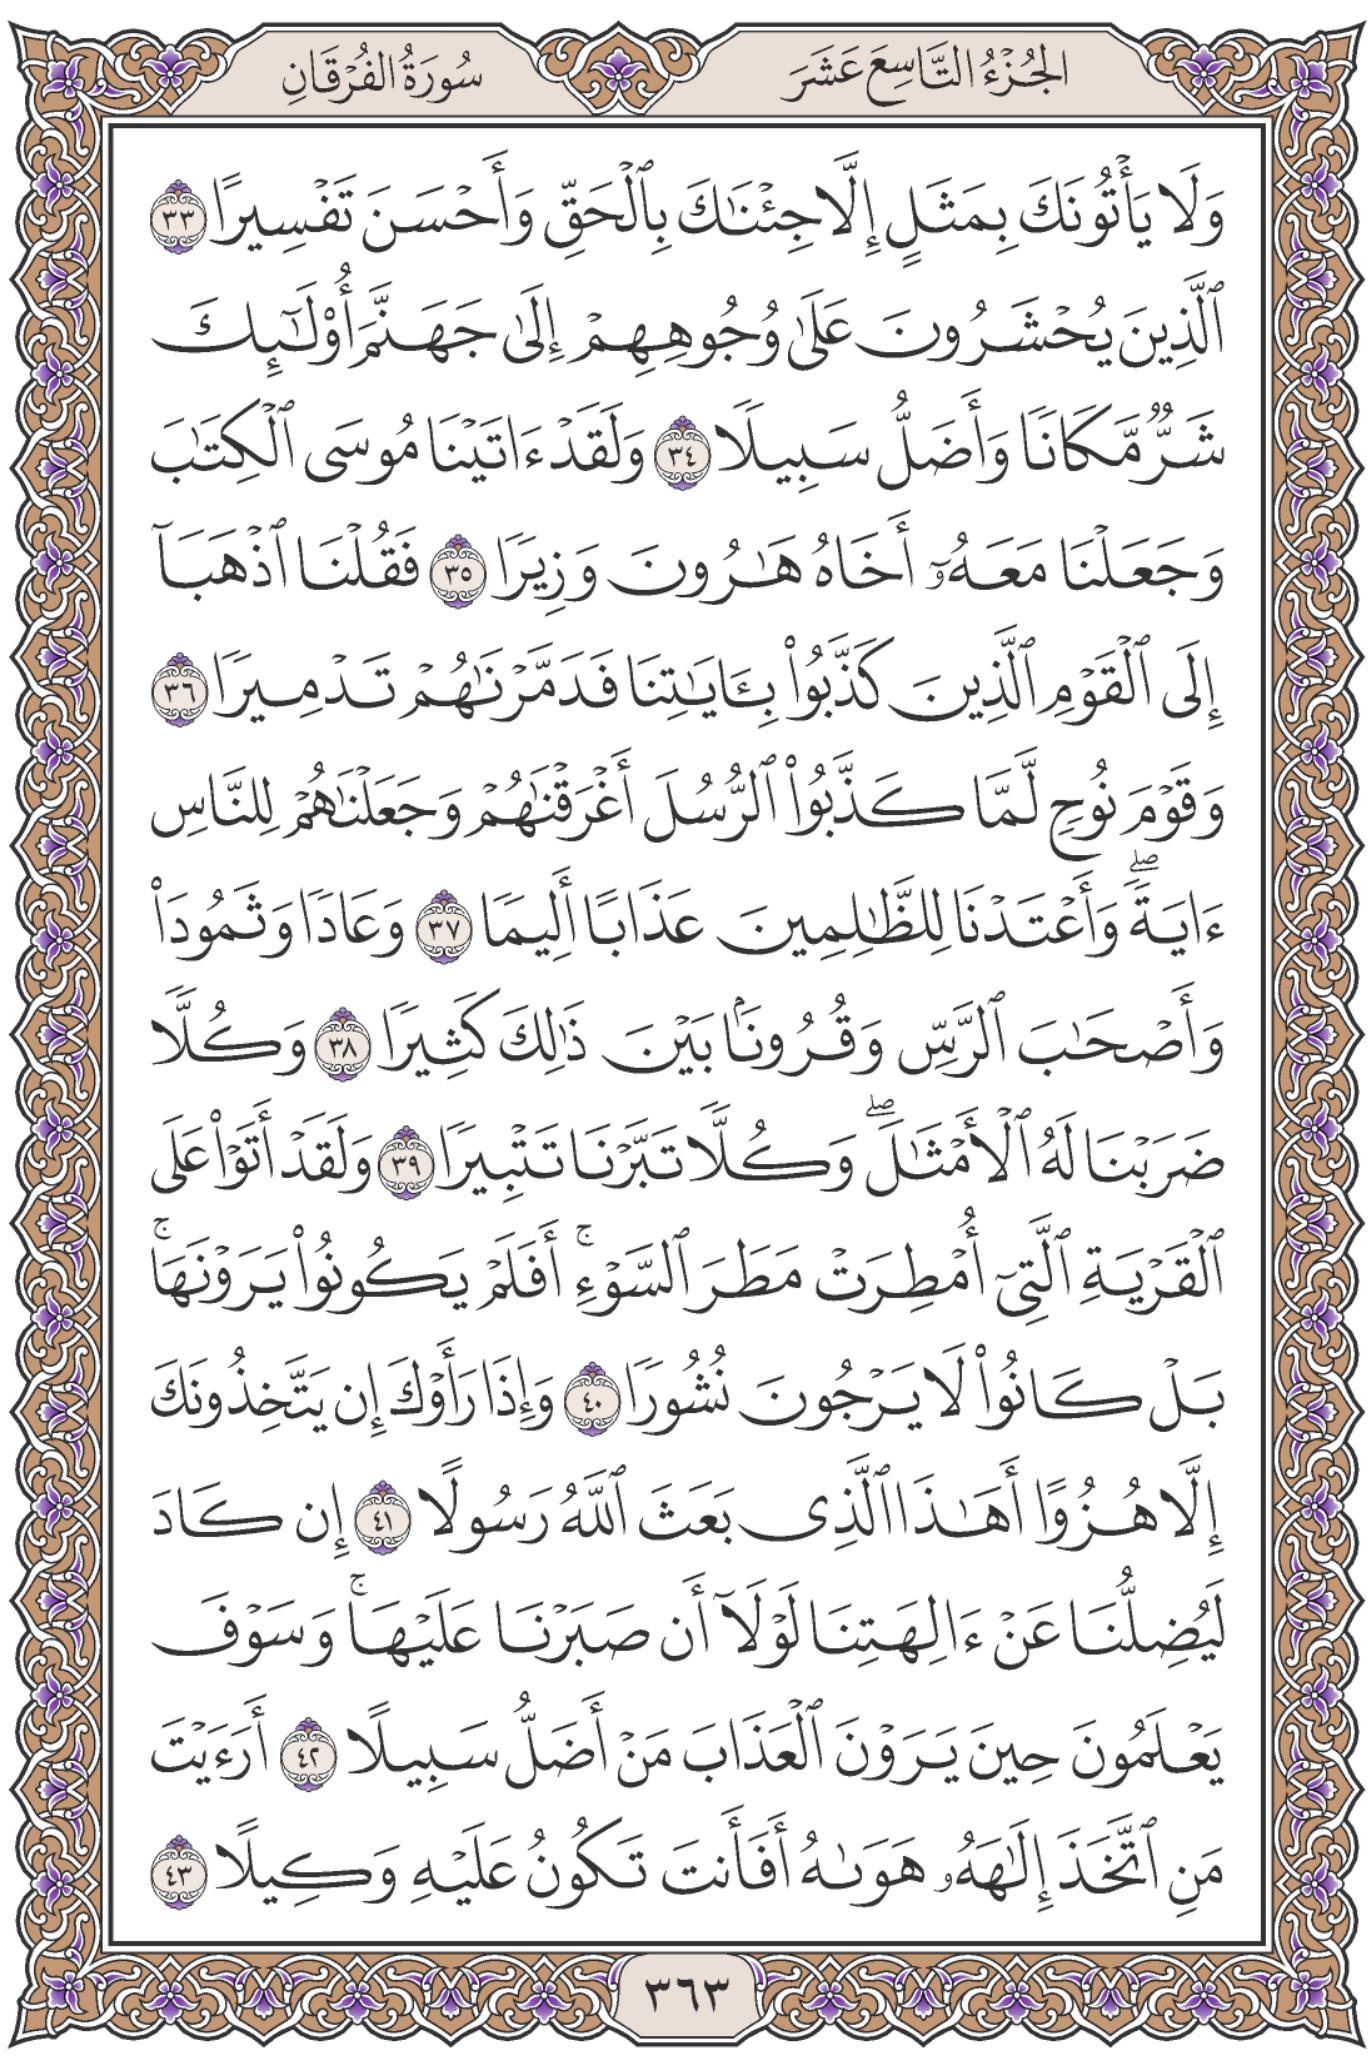 الجُزْءُ التَّاسِعَ عَشَرَ
سُورَةُ الفُرْقَانِ
وَلَا يَأْتُونَكَ بِمَثَلٍ إِلَّا جِئْنَٰكَ بِٱلْحَقِّ وَأَحْسَنَ تَفْسِيرًا ٣٣
ٱلَّذِينَ يُحْشَرُونَ عَلَىٰ وُجُوهِهِمْ إِلَىٰ جَهَنَّمَ أُوْلَٰٓئِكَ
شَرٌّ مَّكَانًا وَأَضَلُّ سَبِيلًا ٣٤ وَلَقَدْ ءَاتَيْنَا مُوسَى ٱلْكِتَٰبَ
وَجَعَلْنَا مَعَهُۥٓ أَخَاهُ هَٰرُونَ وَزِيرًا ٣٥ فَقُلْنَا ٱذْهَبَآ
إِلَى ٱلْقَوْمِ ٱلَّذِينَ كَذَّبُوا۟ بِـَٔايَٰتِنَا فَدَمَّرْنَٰهُمْ تَدْمِيرًا ٣٦
وَقَوْمَ نُوحٍ لَّمَّا كَذَّبُوا۟ ٱلرُّسُلَ أَغْرَقْنَٰهُمْ وَجَعَلْنَٰهُمْ لِلنَّاسِ
ءَايَةً ۖ وَأَعْتَدْنَا لِلظَّٰلِمِينَ عَذَابًا أَلِيمًا ٣٧ وَعَادًا وَثَمُودَا۟
وَأَصْحَٰبَ ٱلرَّسِّ وَقُرُونًۢا بَيْنَ ذَٰلِكَ كَثِيرًا ٣٨ وَكُلًّا
ضَرَبْنَا لَهُ ٱلْأَمْثَٰلَ ۖ وَكُلًّا تَبَّرْنَا تَتْبِيرًا ٣٩ وَلَقَدْ أَتَوْا۟ عَلَى
ٱلْقَرْيَةِ ٱلَّتِىٓ أُمْطِرَتْ مَطَرَ ٱلسَّوْءِ ۚ أَفَلَمْ يَكُونُوا۟ يَرَوْنَهَا ۚ
بَلْ كَانُوا۟ لَا يَرْجُونَ نُشُورًا ٤٠ وَإِذَا رَأَوْكَ إِن يَتَّخِذُونَكَ
إِلَّا هُزُوًا أَهَٰذَا ٱلَّذِى بَعَثَ ٱللَّهُ رَسُولًا ٤١ إِن كَادَ
لَيُضِلُّنَا عَنْ ءَالِهَتِنَا لَوْلَآ أَن صَبَرْنَا عَلَيْهَا ۚ وَسَوْفَ
يَعْلَمُونَ حِينَ يَرَوْنَ ٱلْعَذَابَ مَنْ أَضَلُّ سَبِيلًا ٤٢ أَرَءَيْتَ
مَنِ ٱتَّخَذَ إِلَٰهَهُۥ هَوَىٰهُ أَفَأَنتَ تَكُونُ عَلَيْهِ وَكِيلًا ٤٣
٣٦٣